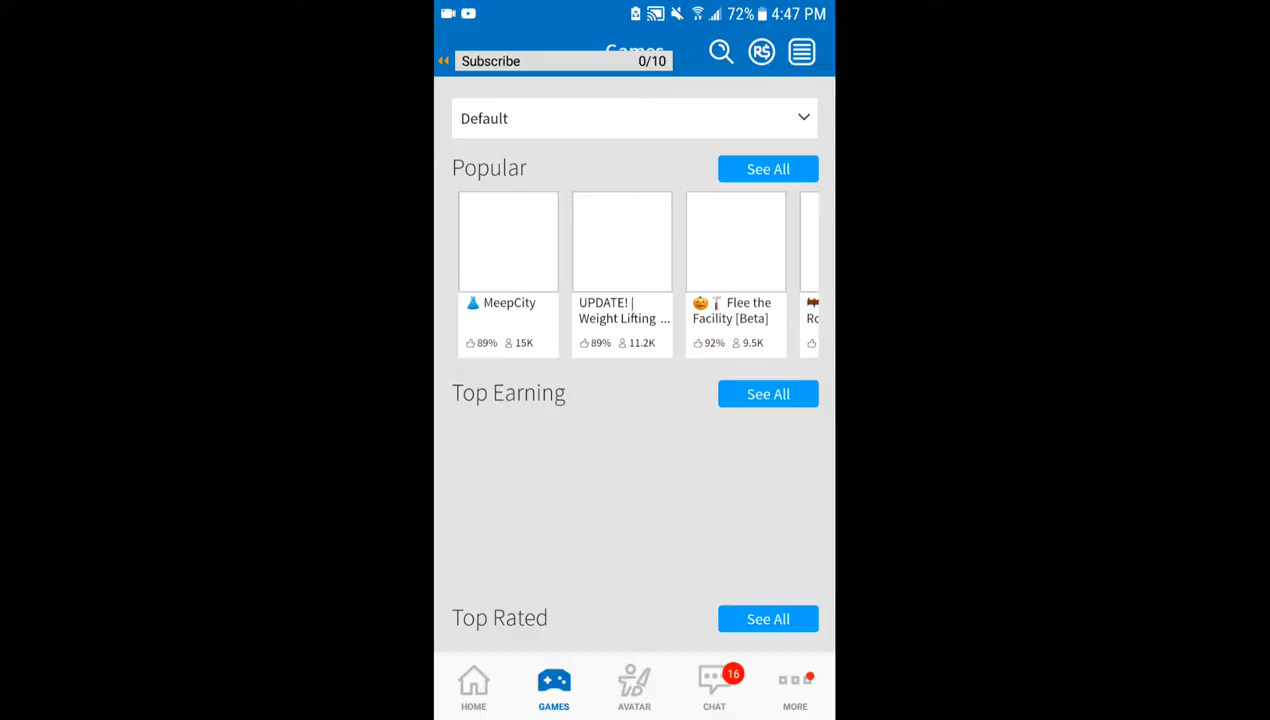 72% 4:47 PM
Games
Subscribe 0/10
R$
Default
Popular See All
MeepCity
UPDATE! |
Weight Lifting ...
Flee the
Facility [Beta]
Ro
89% 15K
89% 11.2K
92% 9.5K
Top Earning See All
Top Rated See All
16
HOME GAMES AVATAR CHAT MORE